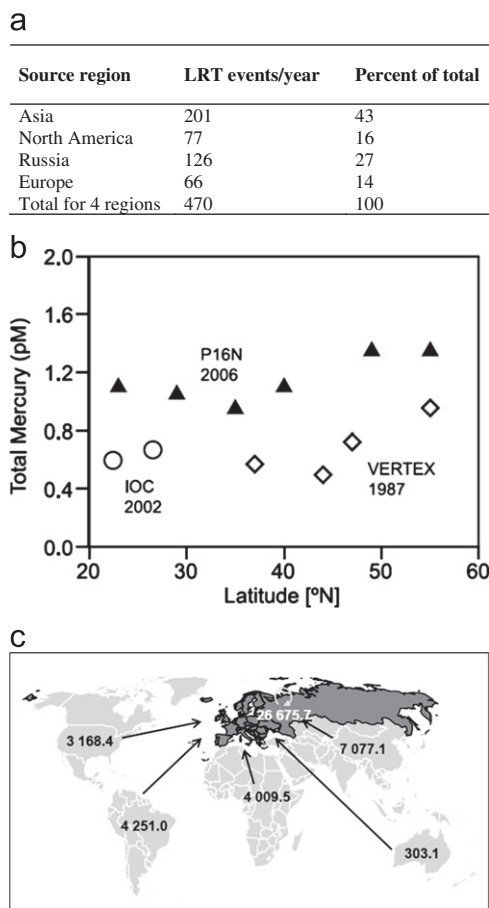 a
Source region LRT events/year Percent of total
Asia 201 43
North America 77 16
Russia 126 27
Europe 66 14
Total for 4 regions 470 100
b
Total Mercury (pM)
2.0
1.6
1.2
0.8
0.4
0.0
P16N
2006
IOC
2002
VERTEX
1987
20 30 40 50 60
Latitude [ºN]
c
26 675.7
3 168.4
7 077.1
4 009.5
4 251.0
303.1